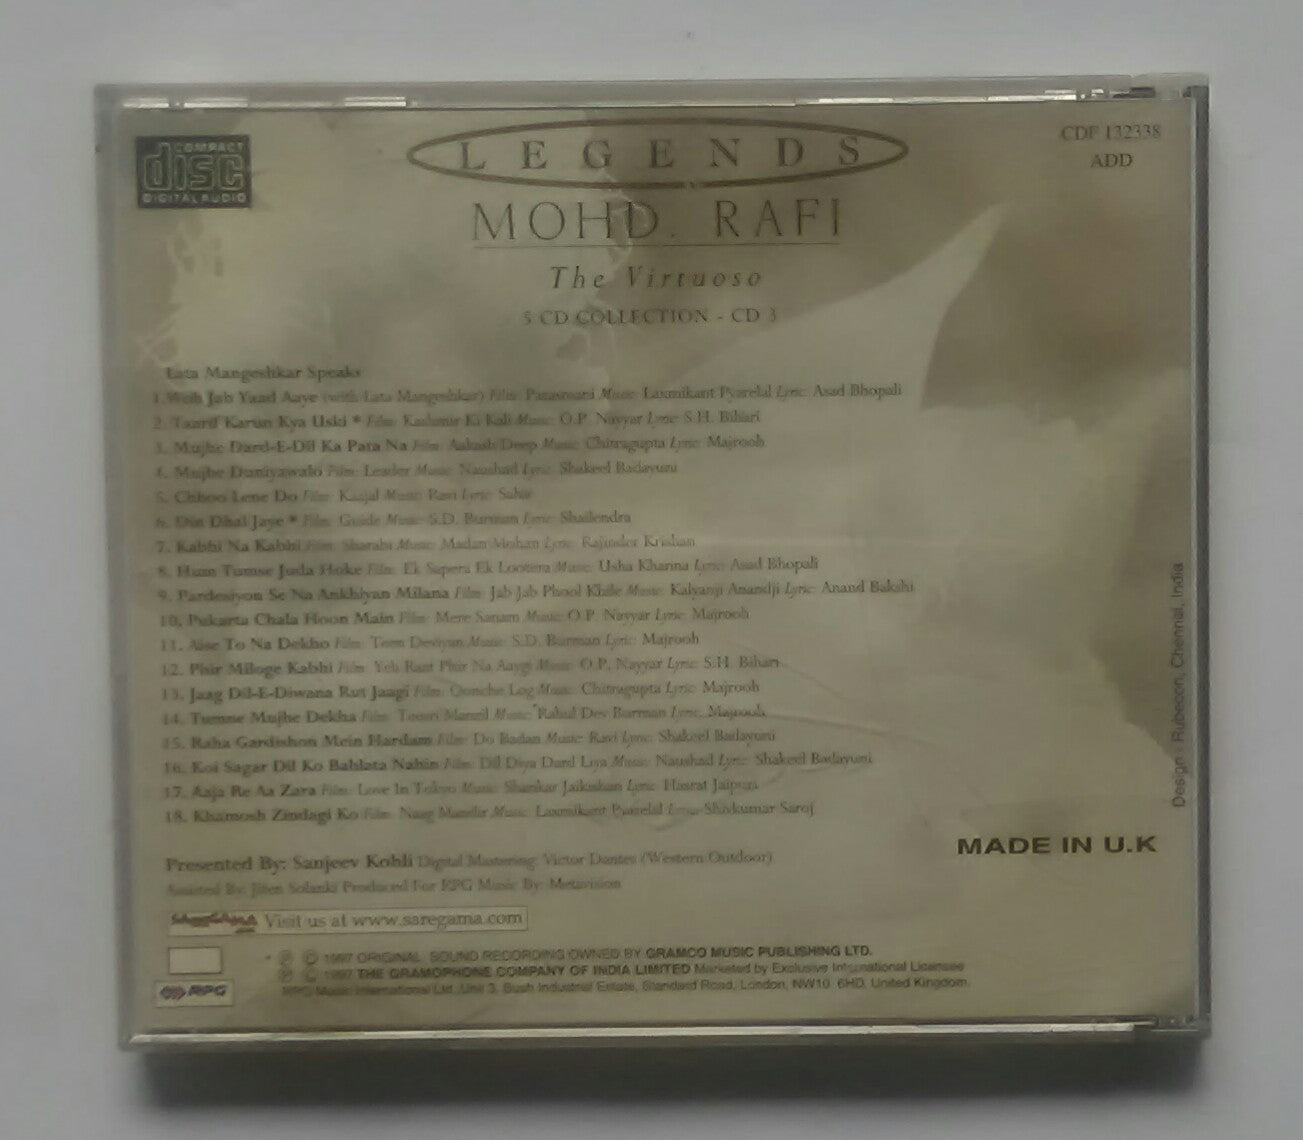 COMPACT
disc
DIGITAL AUDIO
LEGENDS
CDF 132338
ADD
MOHD. RAFI
The Virtuoso
5 CD COLLECTION - CD 3
Lata Mangeshkar Speaks
1. Woh Jab Yaad Aaye (with Lata Mangeshkar) Film: Parasmani Music: Laxmikant Pyarelal Lyric: Asad Bhopali
2. Taarif Karun Kya Uski * Film: Kashmir Ki Kali Music: O.P. Nayyar Lyric: S.H. Bihari
3. Mujhe Dard-E-Dil Ka Pata Na Film: Aakash Deep Music: Chitragupta Lyric: Majrooh
4. Mujhe Duniyawalo Film: Leader Music: Naushad Lyric: Shakeel Badayuni
5. Chhoo Lene Do Film: Kaajal Music: Ravi Lyric: Sahir
6. Din Dhal Jaye * Film: Guide Music: S.D. Burman Lyric: Shailendra
7. Kabhi Na Kabhi Film: Sharabi Music: Madan Mohan Lyric: Rajinder Krishan
8. Hum Tumse Juda Hoke Film: Ek Sapera Ek Lootera Music: Usha Khanna Lyric: Asad Bhopali
9. Pardesiyon Se Na Ankhiyan Milana Film: Jab Jab Phool Khile Music: Kalyanji Anandji Lyric: Anand Bakshi
10. Pukarta Chala Hoon Main Film: Mere Sanam Music: O.P. Nayyar Lyric: Majrooh
11. Aise To Na Dekho Film: Teen Deviyan Music: S.D. Burman Lyric: Majrooh
12. Phir Miloge Kabhi Film: Yeh Raat Phir Na Aaygi Music: O.P. Nayyar Lyric: S.H. Bihari
13. Jaag Dil-E-Diwana Rut Jaagi Film: Oonche Log Music: Chitragupta Lyric: Majrooh
14. Tumne Mujhe Dekha Film: Teesri Manzil Music: Rahul Dev Burman Lyric: Majrooh
15. Raha Gardishon Mein Hardam Film: Do Badan Music: Ravi Lyric: Shakeel Badayuni
16. Koi Sagar Dil Ko Bahlata Nahin Film: Dil Diya Dard Liya Music: Naushad Lyric: Shakeel Badayuni
17. Aaja Re Aa Zara Film: Love In Tokyo Music: Shankar Jaikishan Lyric: Hasrat Jaipuri
18. Khamosh Zindagi Ko Film: Naag Mandir Music: Laxmikant Pyarelal Lyric: Shivkumar Saroj
Design : Rubecon, Chennai, India
MADE IN U.K
Presented By: Sanjeev Kohli Digital Mastering: Victor Dantes (Western Outdoor)
Assisted By: Jiten Solanki Produced For RPG Music By: Metavision
SaReGaMa Visit us at www.saregama.com
* ℗ © 1997 ORIGINAL SOUND RECORDING OWNED BY GRAMCO MUSIC PUBLISHING LTD.
℗ © 1997 THE GRAMOPHONE COMPANY OF INDIA LIMITED Marketed by Exclusive International Licensee
RPG Music International Ltd. Unit 3, Bush Industrial Estate, Standard Road, London, NW10 6HD, United Kingdom.
RPG